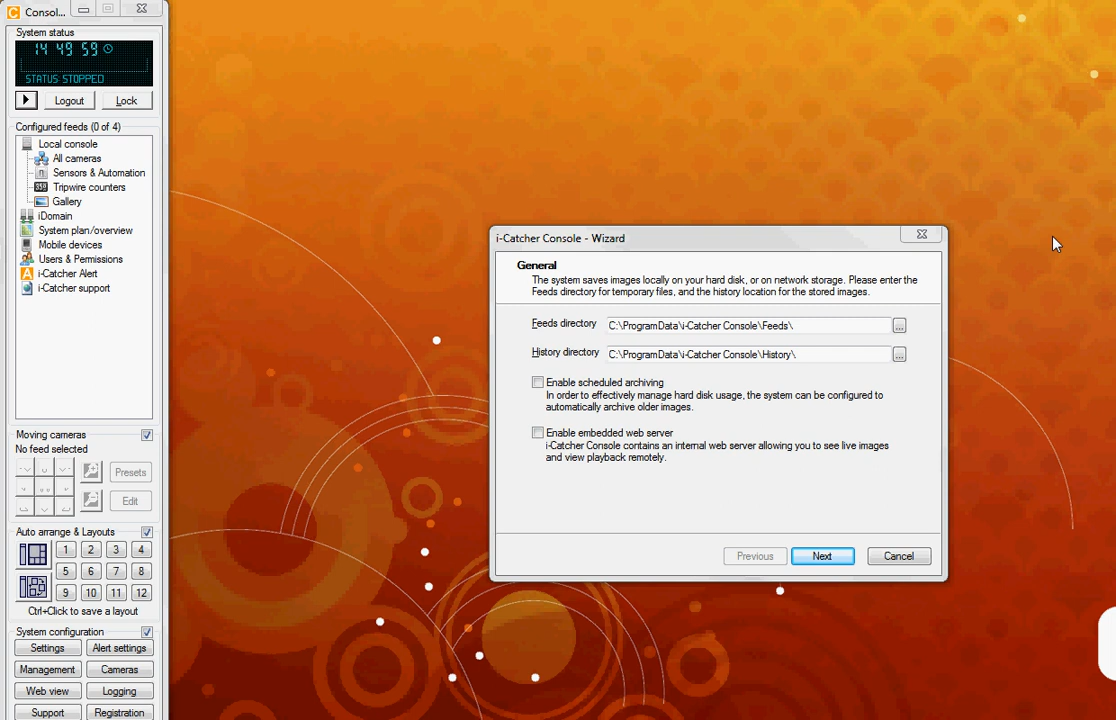 Consol...
System status
14 49 59
STATUS: STOPPED
Logout
Lock
Configured feeds (0 of 4)
Local console
All cameras
Sensors & Automation
Tripwire counters
Gallery
iDomain
System plan/overview
Mobile devices
Users & Permissions
i-Catcher Alert
i-Catcher support
Moving cameras
No feed selected
Presets
Edit
Auto arrange & Layouts
1 2 3 4
5 6 7 8
9 10 11 12
Ctrl+Click to save a layout
System configuration
Settings
Alert settings
Management
Cameras
Web view
Logging
Support
Registration
i-Catcher Console - Wizard
General
The system saves images locally on your hard disk, or on network storage. Please enter the
Feeds directory for temporary files, and the history location for the stored images.
Feeds directory
C:\ProgramData\i-Catcher Console\Feeds\
...
History directory
C:\ProgramData\i-Catcher Console\History\
...
Enable scheduled archiving
In order to effectively manage hard disk usage, the system can be configured to
automatically archive older images.
Enable embedded web server
i-Catcher Console contains an internal web server allowing you to see live images
and view playback remotely.
Previous
Next
Cancel